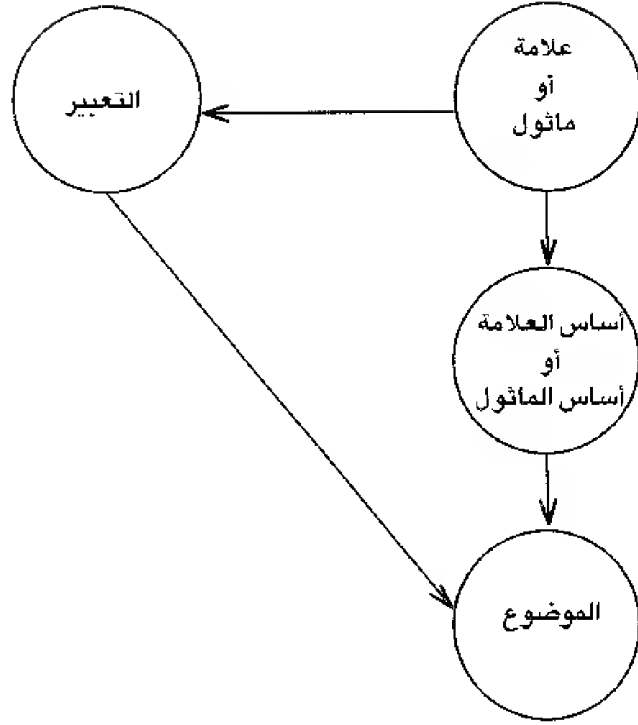 علامة
أو
ماثول
التعبير
أساس العلامة
أو
أساس الماثول
الموضوع